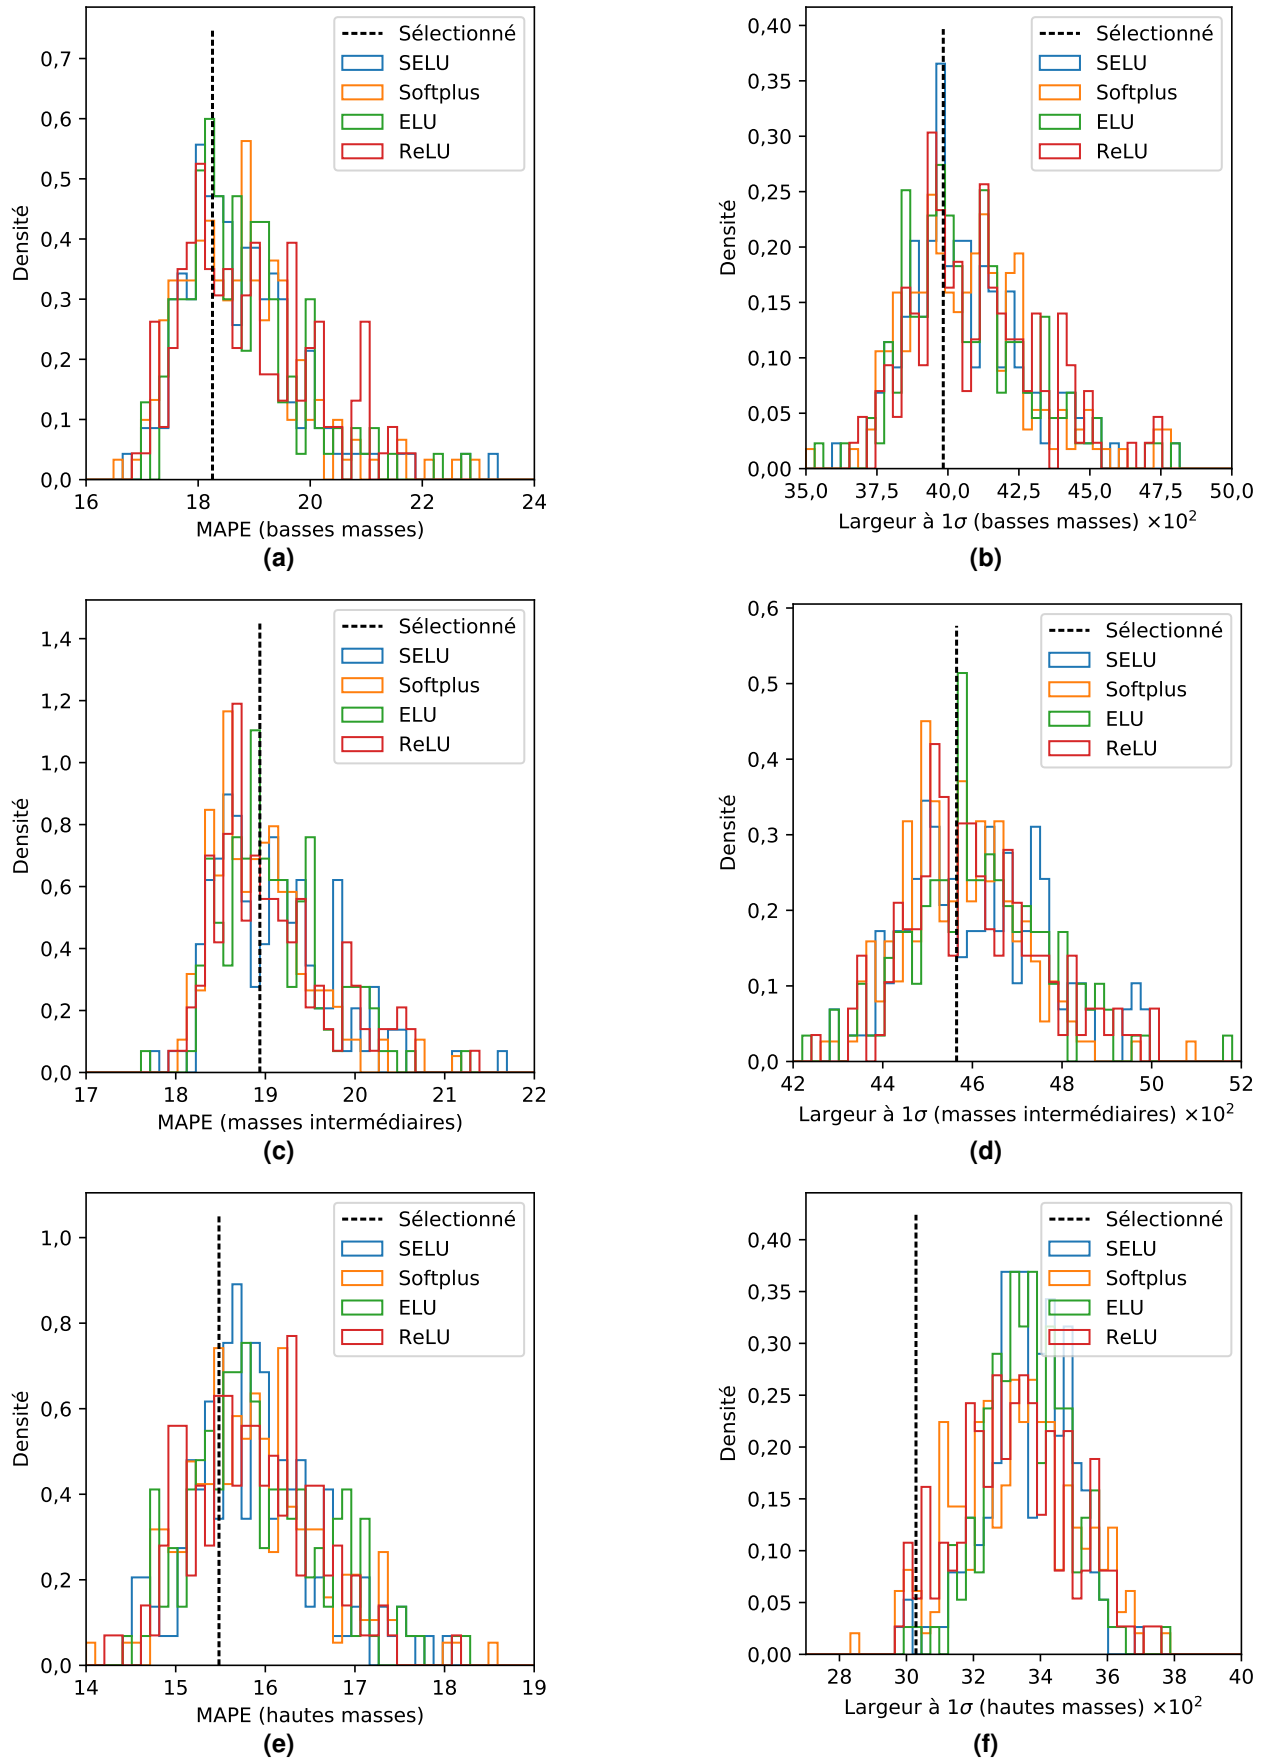 Densité
0,7
0,6
0,5
0,4
0,3
0,2
0,1
0,0
16 18 20 22 24
MAPE (basses masses)
Sélectionné
SELU
Softplus
ELU
ReLU
(a)
Densité
0,40
0,35
0,30
0,25
0,20
0,15
0,10
0,05
0,00
35,0 37,5 40,0 42,5 45,0 47,5 50,0
Largeur à 1σ (basses masses) ×10²
Sélectionné
SELU
Softplus
ELU
ReLU
(b)
Densité
1,4
1,2
1,0
0,8
0,6
0,4
0,2
0,0
17 18 19 20 21 22
MAPE (masses intermédiaires)
Sélectionné
SELU
Softplus
ELU
ReLU
(c)
Densité
0,6
0,5
0,4
0,3
0,2
0,1
0,0
42 44 46 48 50 52
Largeur à 1σ (masses intermédiaires) ×10²
Sélectionné
SELU
Softplus
ELU
ReLU
(d)
Densité
1,0
0,8
0,6
0,4
0,2
0,0
14 15 16 17 18 19
MAPE (hautes masses)
Sélectionné
SELU
Softplus
ELU
ReLU
(e)
Densité
0,40
0,35
0,30
0,25
0,20
0,15
0,10
0,05
0,00
28 30 32 34 36 38 40
Largeur à 1σ (hautes masses) ×10²
Sélectionné
SELU
Softplus
ELU
ReLU
(f)